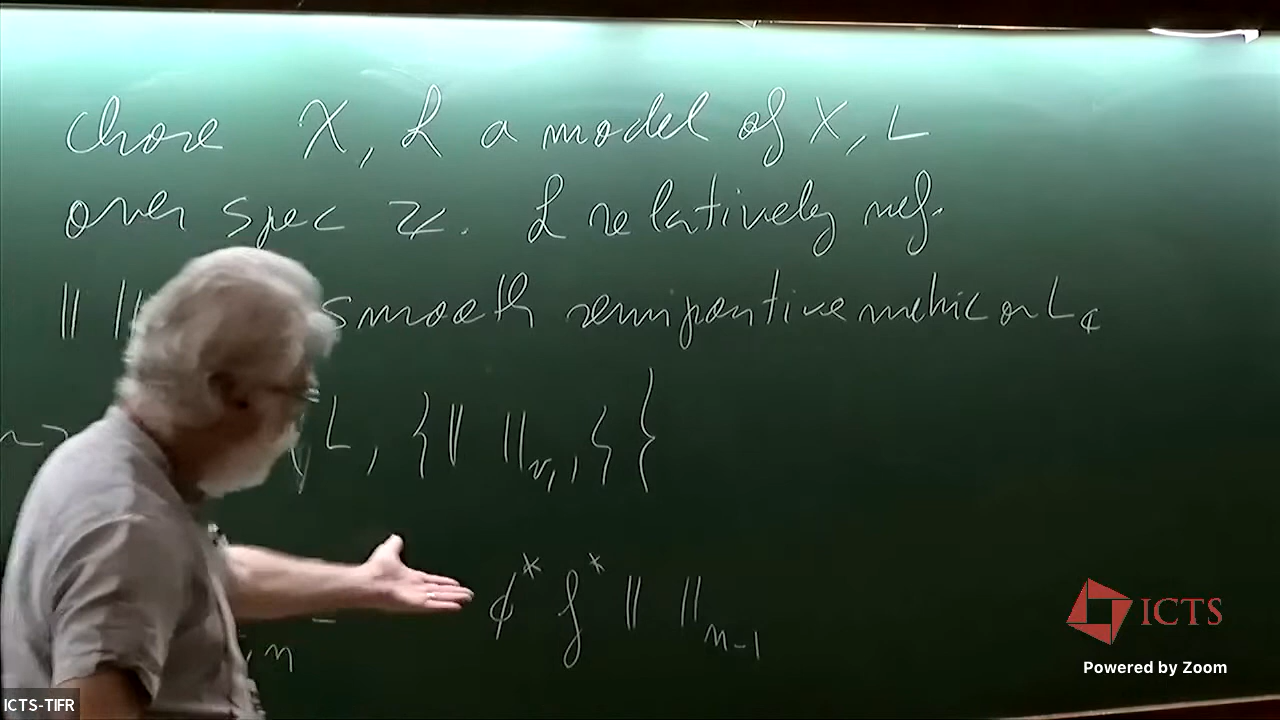 chose X, L a model of X, L
over spec Z. L relatively nef.
|| || smooth semipositive metric on L_C
L, { || ||_{v,1} } }
, n φ* f* || ||_{n-1}
ICTS
Powered by Zoom
ICTS-TIFR